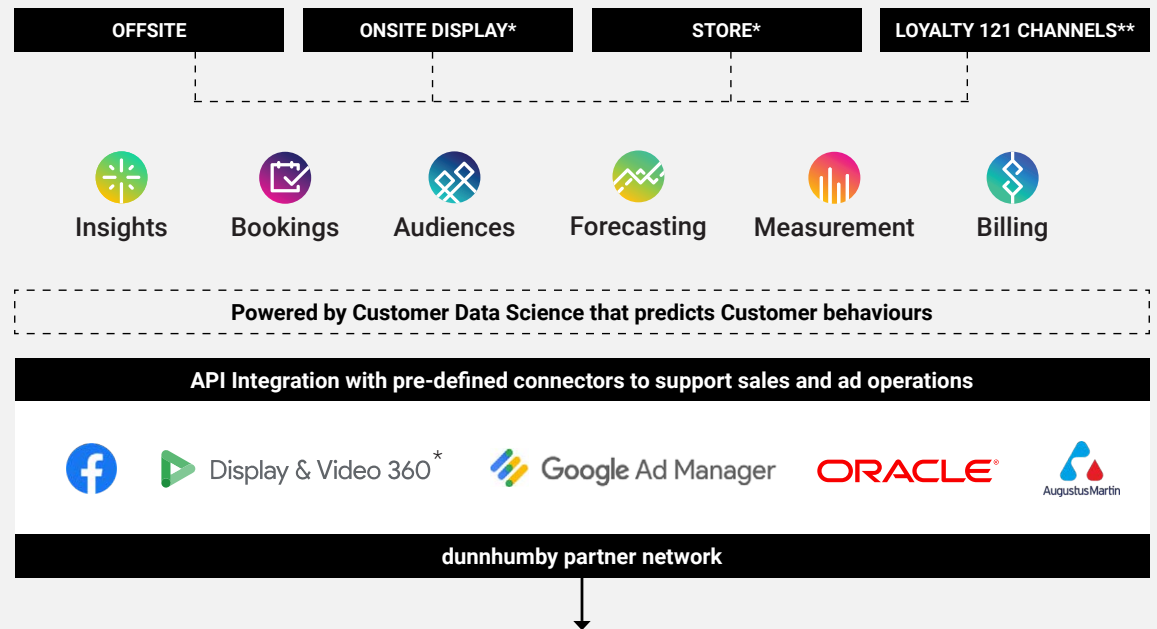 OFFSITE
ONSITE DISPLAY*
STORE*
LOYALTY 121 CHANNELS**
Insights
Bookings
Audiences
Forecasting
Measurement
Billing
Powered by Customer Data Science that predicts Customer behaviours
API Integration with pre-defined connectors to support sales and ad operations
Display & Video 360*
Google Ad Manager
ORACLE®
AugustusMartin
dunnhumby partner network